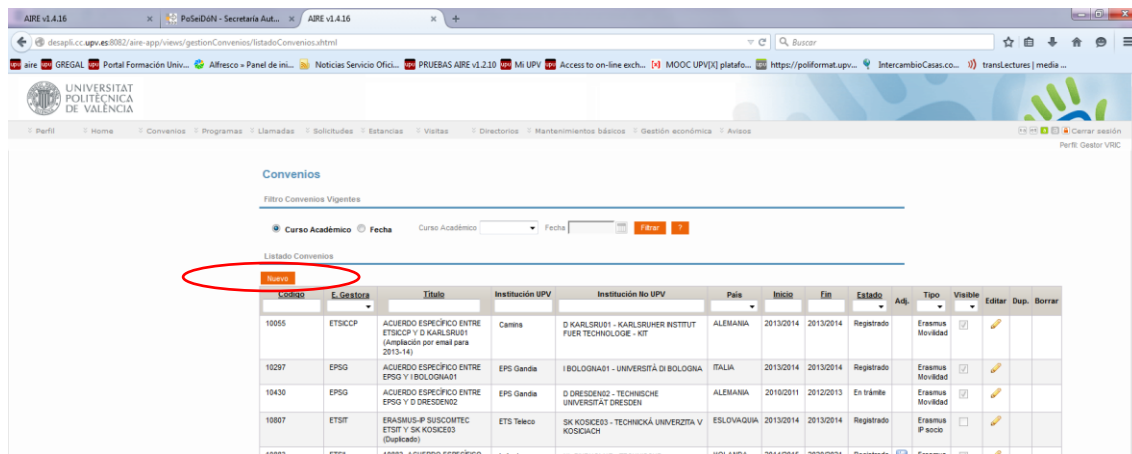 AIRE v1.4.16 × PoSeiDóN - Secretaría Aut... × AIRE v1.4.16 × +
desapli.cc.upv.es:8082/aire-app/views/gestionConvenios/listadoConvenios.xhtml Buscar
aire GREGAL Portal Formación Univ... Alfresco » Panel de ini... Noticias Servicio Ofici... PRUEBAS AIRE v1.2.10 Mi UPV Access to on-line exch... MOOC UPV[X] platafo... https://poliformat.upv... IntercambioCasas.co... transLectures | media ...
UNIVERSITAT
POLITÈCNICA
DE VALÈNCIA
Perfil Home Convenios Programas Llamadas Solicitudes Estancias Visitas Directorios Mantenimientos básicos Gestión económica Avisos Cerrar sesión
Perfil: Gestor VRIC
Convenios
Filtro Convenios Vigentes
Curso Académico Fecha Curso Académico Fecha Filtrar ?
Listado Convenios
Nuevo
Código E. Gestora Título Institución UPV Institución No UPV País Inicio Fin Estado Adj. Tipo Visible Editar Dup. Borrar
10055 ETSICCP ACUERDO ESPECÍFICO ENTRE Camins D KARLSRU01 - KARLSRUHER INSTITUT ALEMANIA 2013/2014 2013/2014 Registrado Erasmus
ETSICCP Y D KARLSRU01 FUER TECHNOLOGIE - KIT Movilidad
(Ampliación por email para
2013-14)
10297 EPSG ACUERDO ESPECÍFICO ENTRE EPS Gandia I BOLOGNA01 - UNIVERSITÀ DI BOLOGNA ITALIA 2013/2014 2013/2014 Registrado Erasmus
EPSG Y I BOLOGNA01 Movilidad
10430 EPSG ACUERDO ESPECÍFICO ENTRE EPS Gandia D DRESDEN02 - TECHNISCHE ALEMANIA 2010/2011 2012/2013 En trámite Erasmus
EPSG Y D DRESDEN02 UNIVERSITÄT DRESDEN Movilidad
10807 ETSIT ERASMUS-IP SUSCOMTEC ETS Teleco SK KOSICE03 - TECHNICKÁ UNIVERZITA V ESLOVAQUIA 2013/2014 2013/2014 Registrado Erasmus
ETSIT Y SK KOSICE03 KOSICIACH IP socio
(Duplicado)